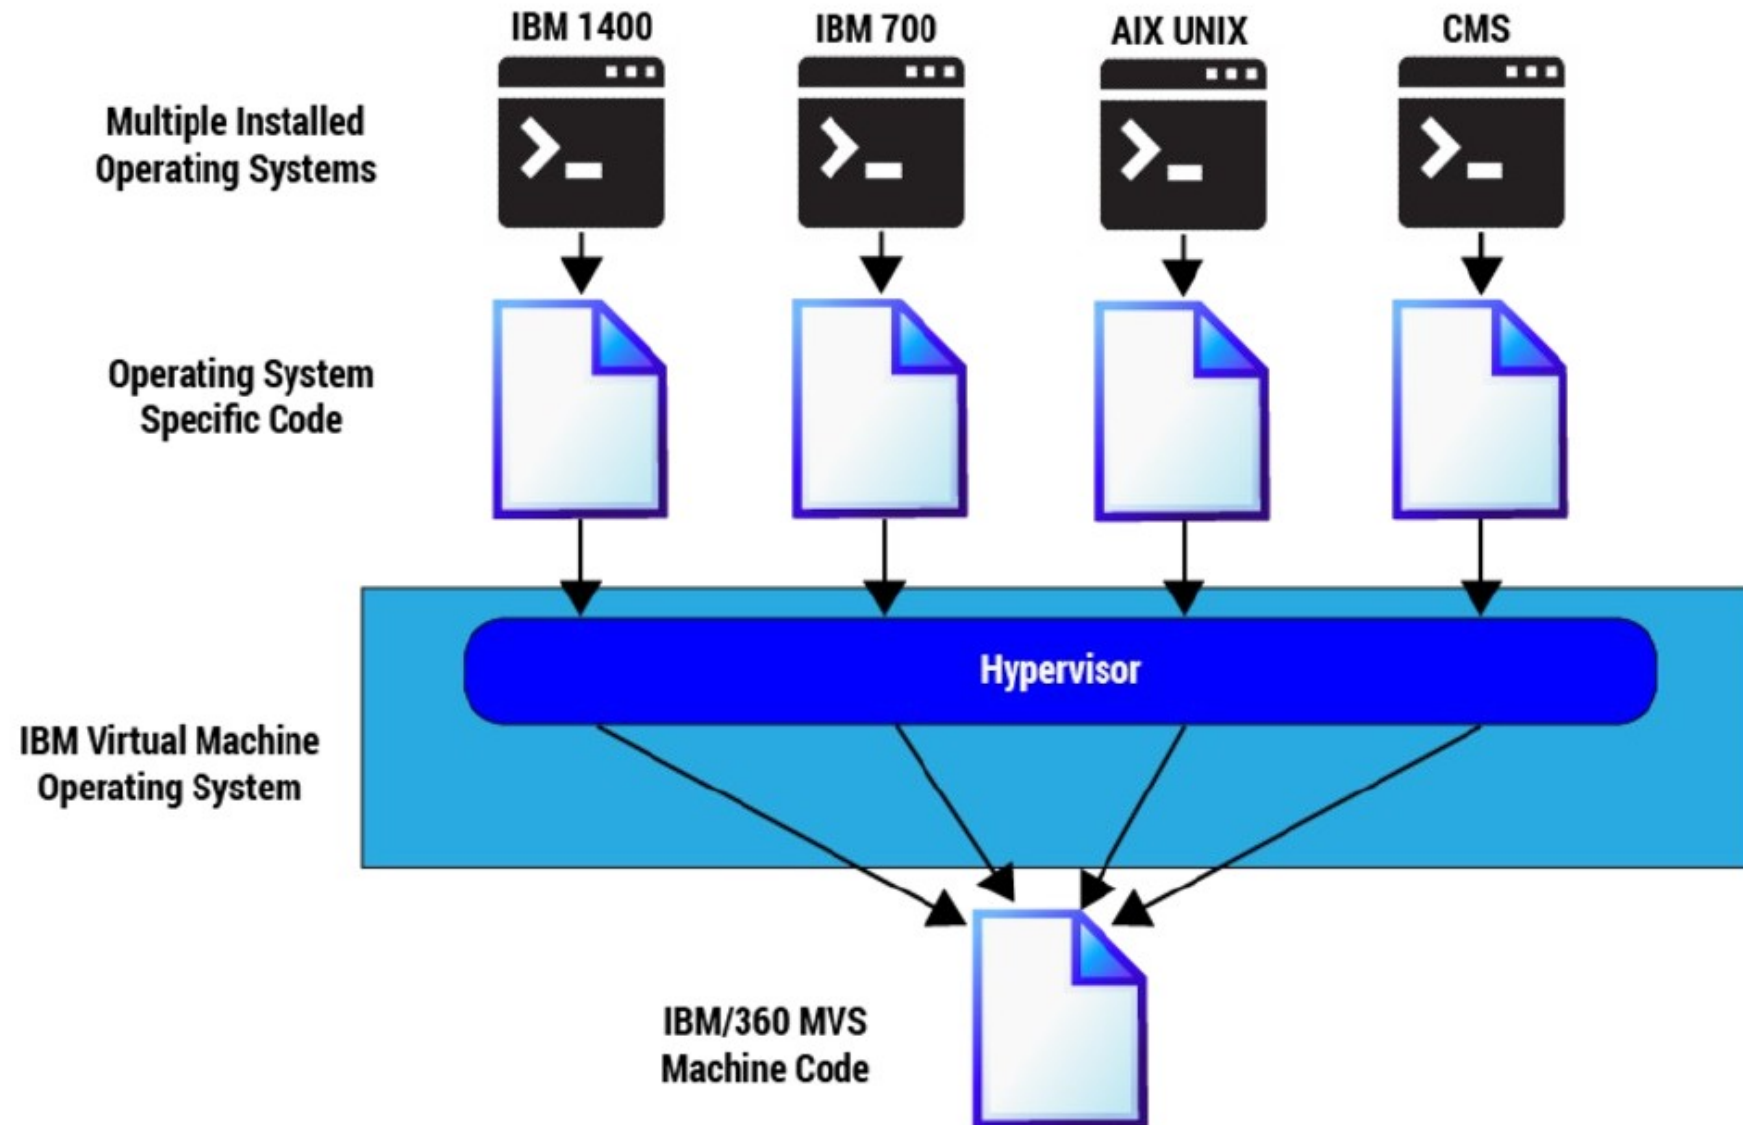 IBM 1400
IBM 700
AIX UNIX
CMS
Multiple Installed
Operating Systems
Operating System
Specific Code
Hypervisor
IBM Virtual Machine
Operating System
IBM/360 MVS
Machine Code